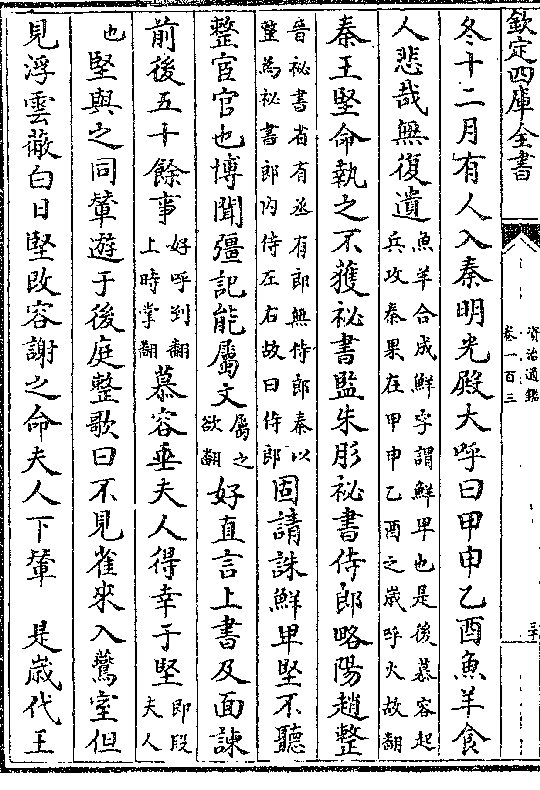 欽定四庫全書
資治通鑑
卷一百三
冬十二月有人入秦明光殿大呼曰甲申乙酉魚羊食
人悲哉無復遺魚羊合成鮮字謂鮮卑也是後慕容起兵攻秦果在甲申乙酉之歳呼火故翻
秦王堅命執之不獲祕書監朱肜祕書侍郎略陽趙整
晉祕書省有丞有郎無侍郎秦以整為祕書郎内侍左右故曰侍郎固請誅鮮卑堅不聽
整宦官也博聞彊記能屬文屬之欲翻好直言上書及面諫
前後五十餘事好呼到翻上時掌翻慕容垂夫人得幸于堅即段夫人
也堅與之同輦遊于後庭整歌曰不見雀來入鷰室但
見浮雲蔽白日堅改容謝之命夫人下輦　是歳代王